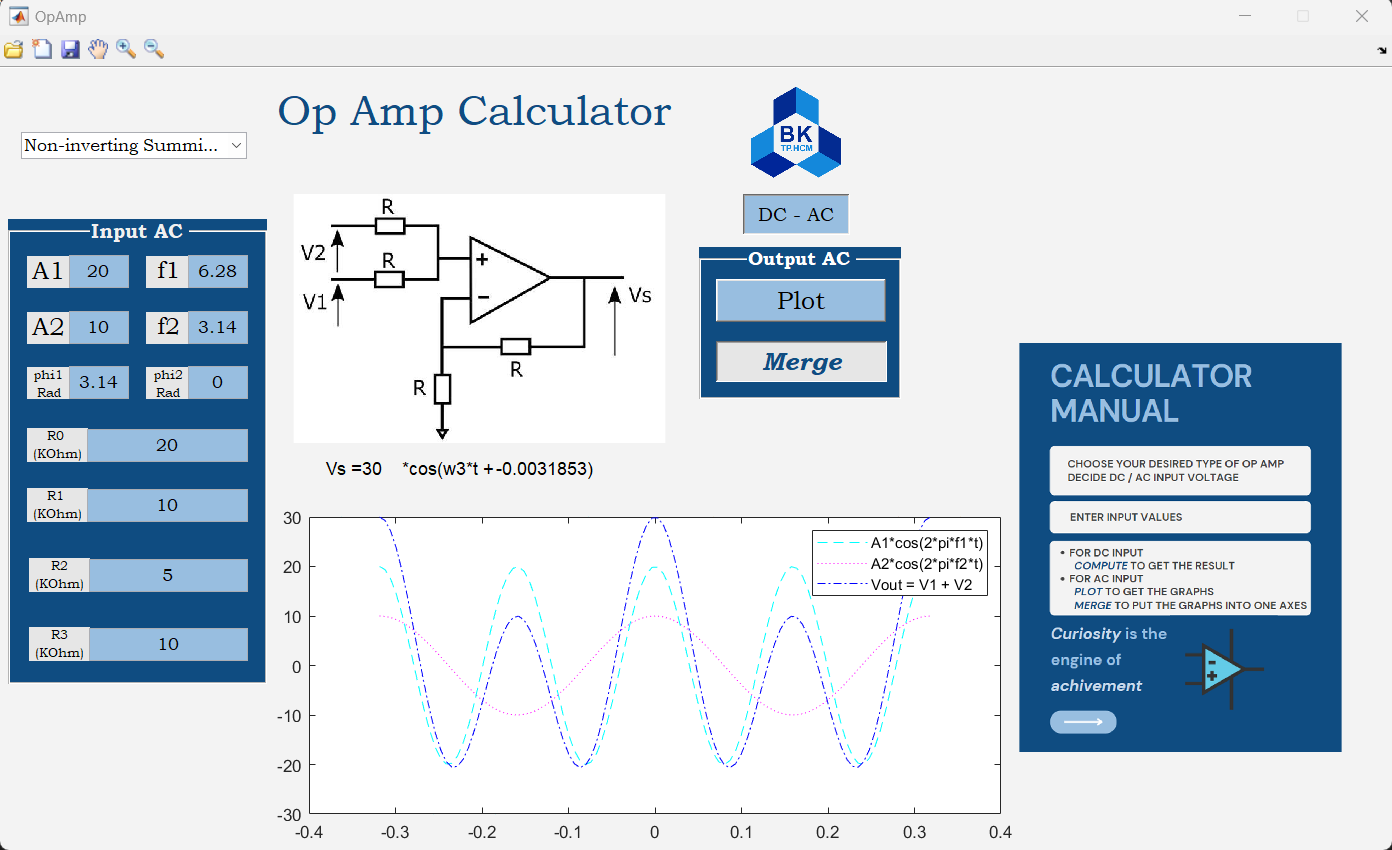 OpAmp
Op Amp Calculator
Non-inverting Summi...
BK
TP.HCM
DC - AC
Input AC
A1 20 f1 6.28
A2 10 f2 3.14
phi1
Rad
3.14
phi2
Rad
0
R0
(KOhm)
20
R1
(KOhm)
10
R2
(KOhm)
5
R3
(KOhm)
10
R
V2
R
V1
+
−
Vs
R
R
Output AC
Plot
Merge
Vs =30 *cos(w3*t +-0.0031853)
30
20
10
0
-10
-20
-30
-0.4 -0.3 -0.2 -0.1 0 0.1 0.2 0.3 0.4
A1*cos(2*pi*f1*t)
A2*cos(2*pi*f2*t)
Vout = V1 + V2
CALCULATOR
MANUAL
CHOOSE YOUR DESIRED TYPE OF OP AMP
DECIDE DC / AC INPUT VOLTAGE
ENTER INPUT VALUES
• FOR DC INPUT
COMPUTE TO GET THE RESULT
• FOR AC INPUT
PLOT TO GET THE GRAPHS
MERGE TO PUT THE GRAPHS INTO ONE AXES
Curiosity is the
engine of
achivement
-
+